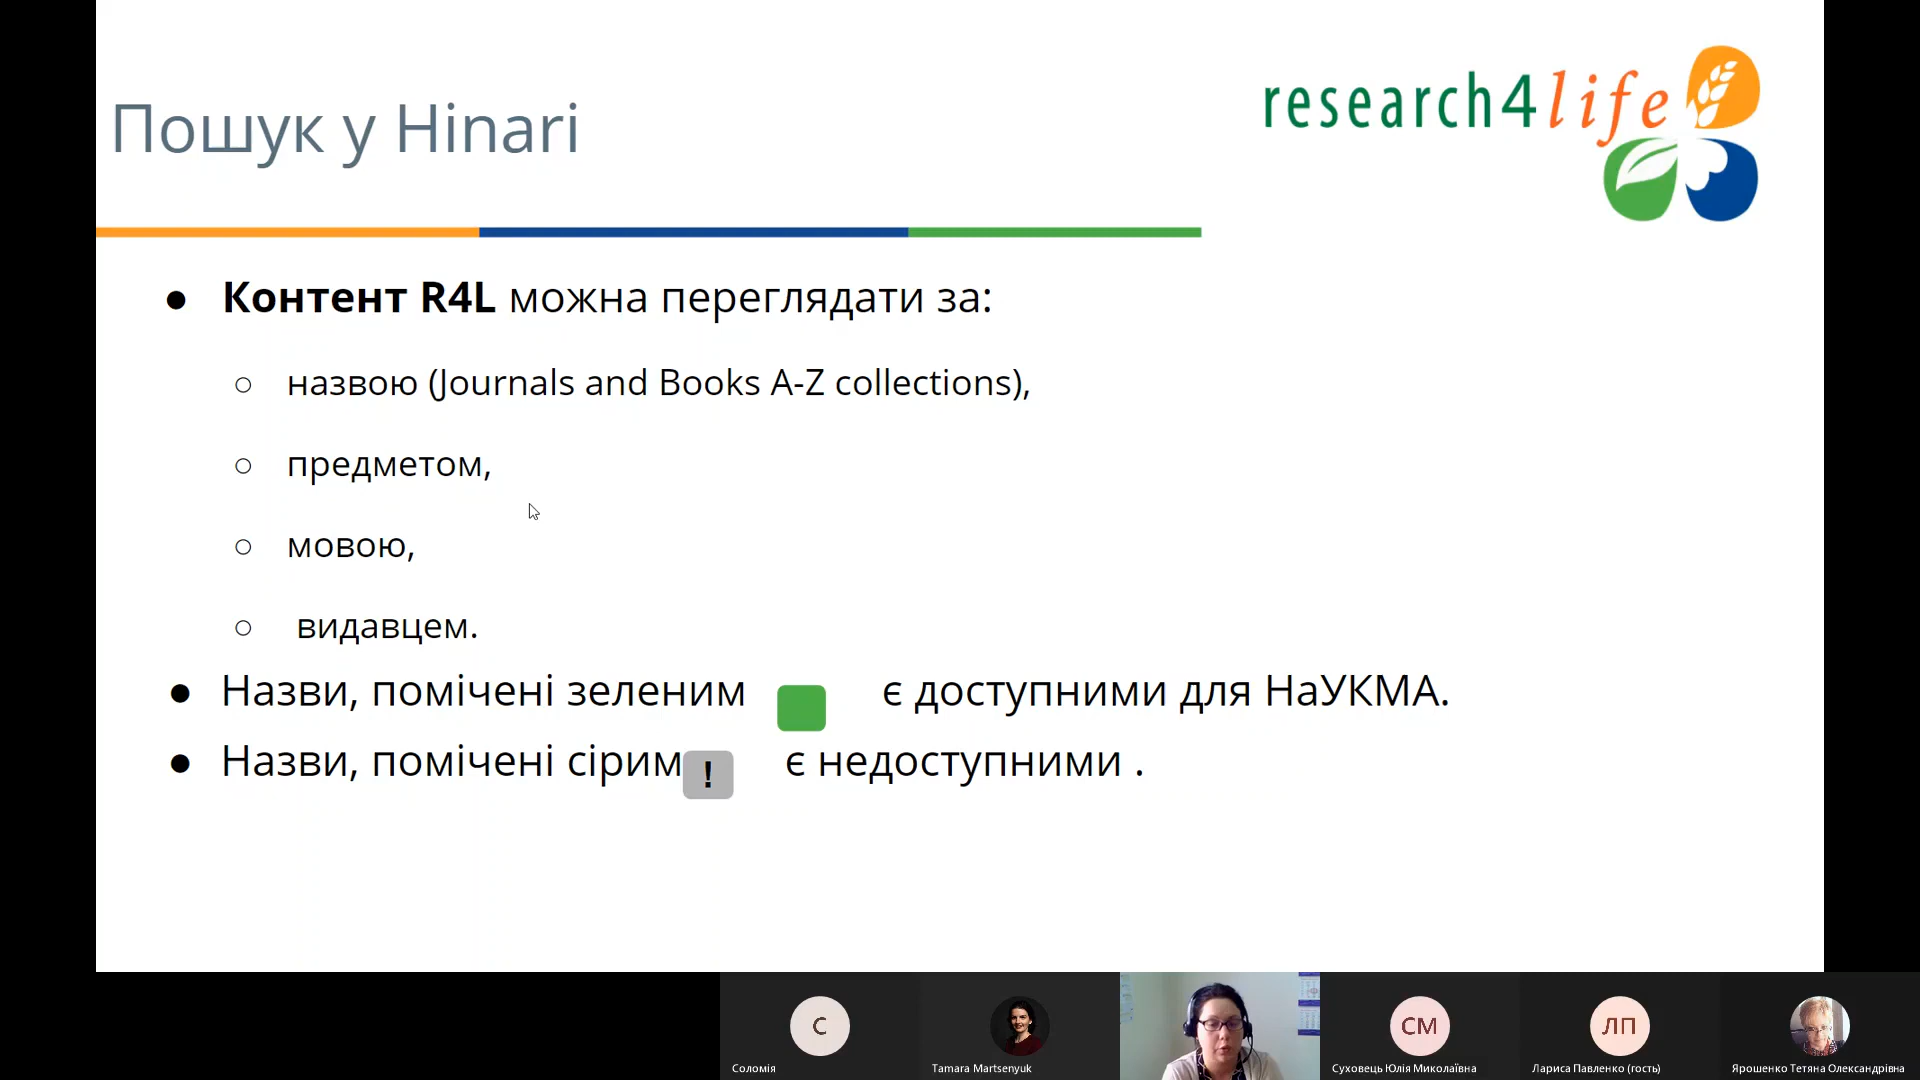 Пошук у Hinari
research4life
● Контент R4L можна переглядати за:
○ назвою (Journals and Books A-Z collections),
○ предметом,
○ мовою,
○ видавцем.
● Назви, помічені зеленим є доступними для НаУКМА.
● Назви, помічені сірим ! є недоступними .
С
СМ
ЛП
Соломія
Tamara Martsenyuk
Суховець Юлія Миколаївна
Лариса Павленко (гость)
Ярошенко Тетяна Олександрівна